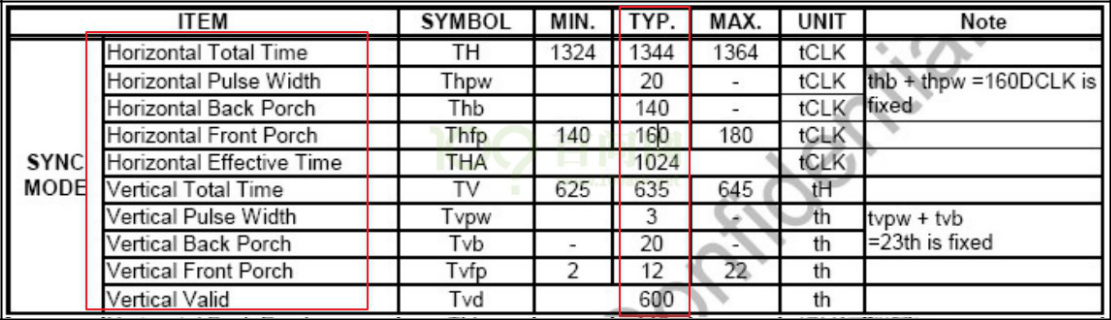 ITEM SYMBOL MIN. TYP. MAX. UNIT Note
SYNC MODE
Horizontal Total Time TH 1324 1344 1364 tCLK
Horizontal Pulse Width Thpw 20 - tCLK thb + thpw =160DCLK is fixed
Horizontal Back Porch Thb 140 - tCLK
Horizontal Front Porch Thfp 140 160 180 tCLK
Horizontal Effective Time THA 1024 tCLK
Vertical Total Time TV 625 635 645 tH
Vertical Pulse Width Tvpw 3 - th tvpw + tvb =23th is fixed
Vertical Back Porch Tvb - 20 - th
Vertical Front Porch Tvfp 2 12 22 th
Vertical Valid Tvd 600 th
Confidential